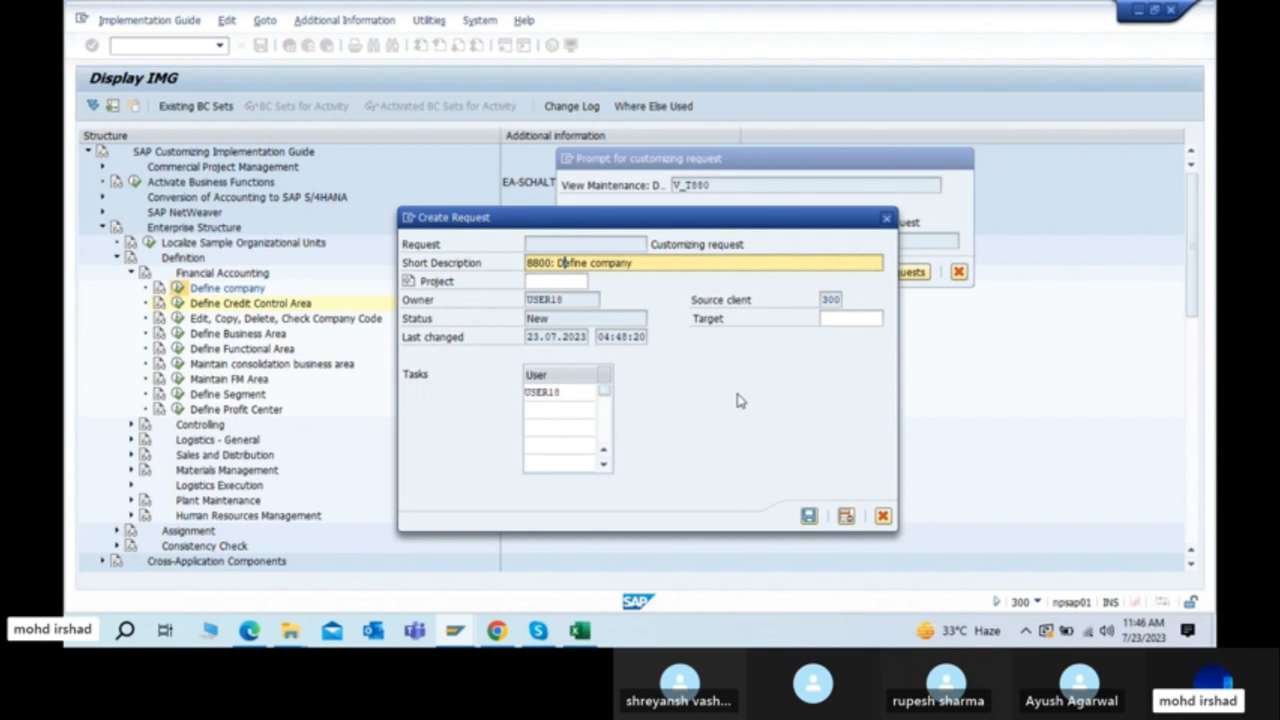 Implementation Guide Edit Goto Additional Information Utilities System Help
Display IMG
Existing BC Sets BC Sets for Activity Activated BC Sets for Activity Change Log Where Else Used
Structure Additional information
SAP Customizing Implementation Guide
Commercial Project Management
Activate Business Functions
EA-SCHALT
Conversion of Accounting to SAP S/4HANA
SAP NetWeaver
Enterprise Structure
Localize Sample Organizational Units
Definition
Financial Accounting
Define company
Define Credit Control Area
Edit, Copy, Delete, Check Company Code
Define Business Area
Define Functional Area
Maintain consolidation business area
Maintain FM Area
Define Segment
Define Profit Center
Controlling
Logistics - General
Sales and Distribution
Materials Management
Logistics Execution
Plant Maintenance
Human Resources Management
Assignment
Consistency Check
Cross-Application Components
Prompt for customizing request
View Maintenance: D.. V_T880
uest
uests
Create Request
Request Customizing request
Short Description 8800: Define company
Project
Owner USER18 Source client 300
Status New Target
Last changed 23.07.2023 04:48:20
Tasks User
USER18
SAP
300 npsap01 INS
mohd irshad
33°C Haze
11:46 AM
7/23/2023
shreyansh vash...
rupesh sharma
Ayush Agarwal
mohd irshad